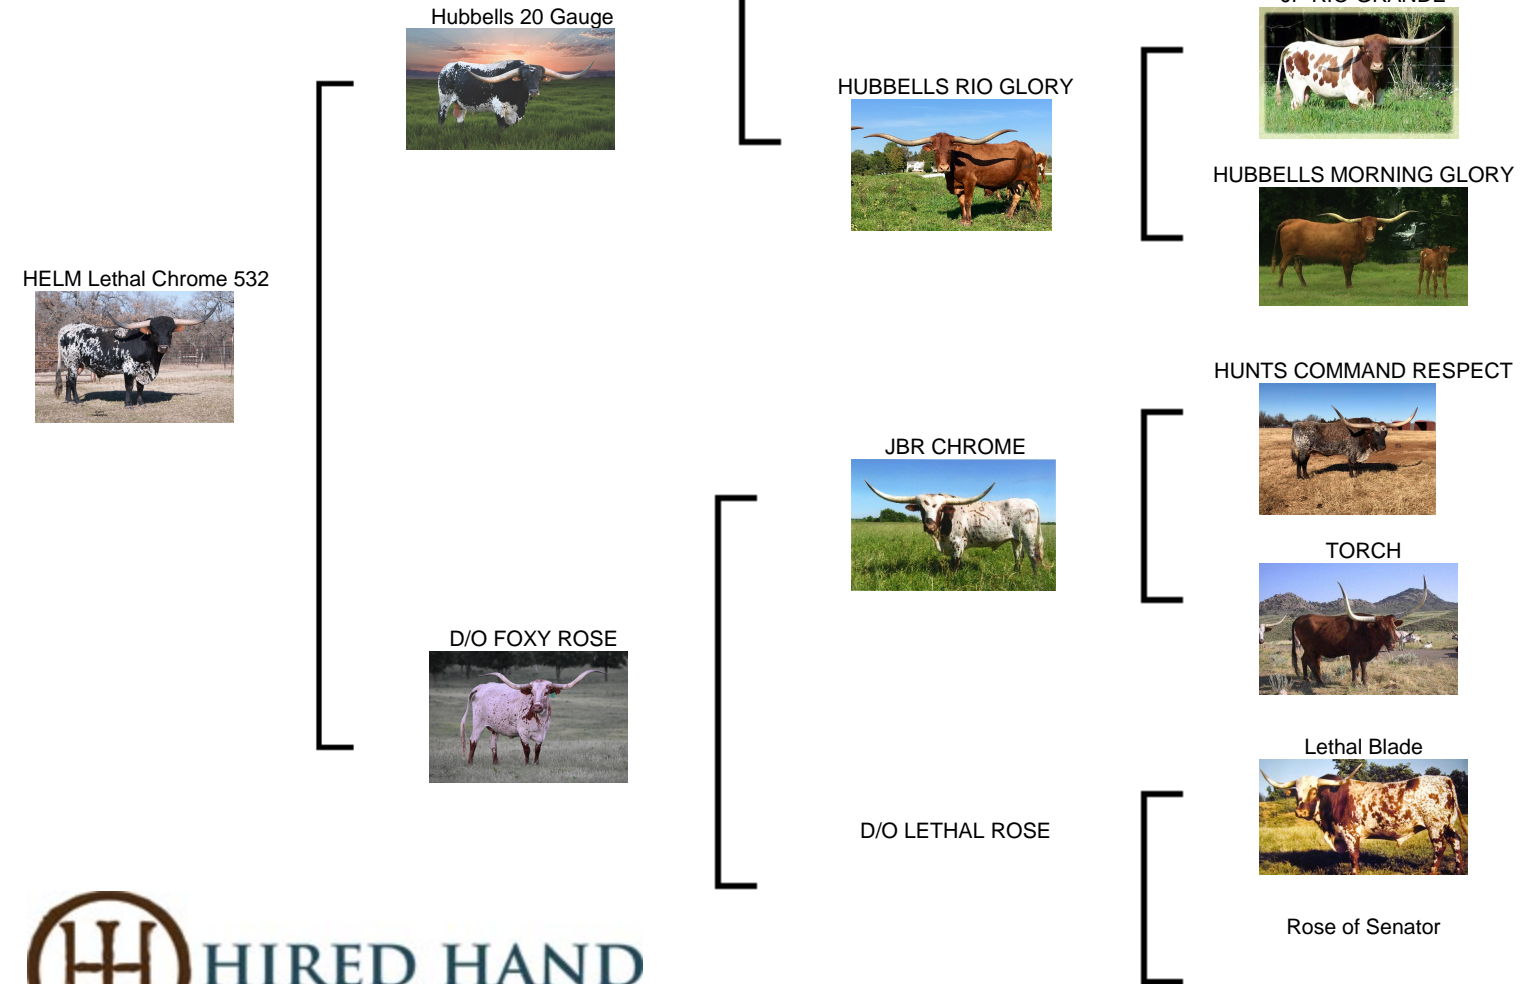 Hubbells 20 Gauge
HUBBELLS RIO GLORY
HUBBELLS MORNING GLORY
HELM Lethal Chrome 532
HUNTS COMMAND RESPECT
JBR CHROME
TORCH
D/O FOXY ROSE
Lethal Blade
D/O LETHAL ROSE
Rose of Senator
HIRED HAND